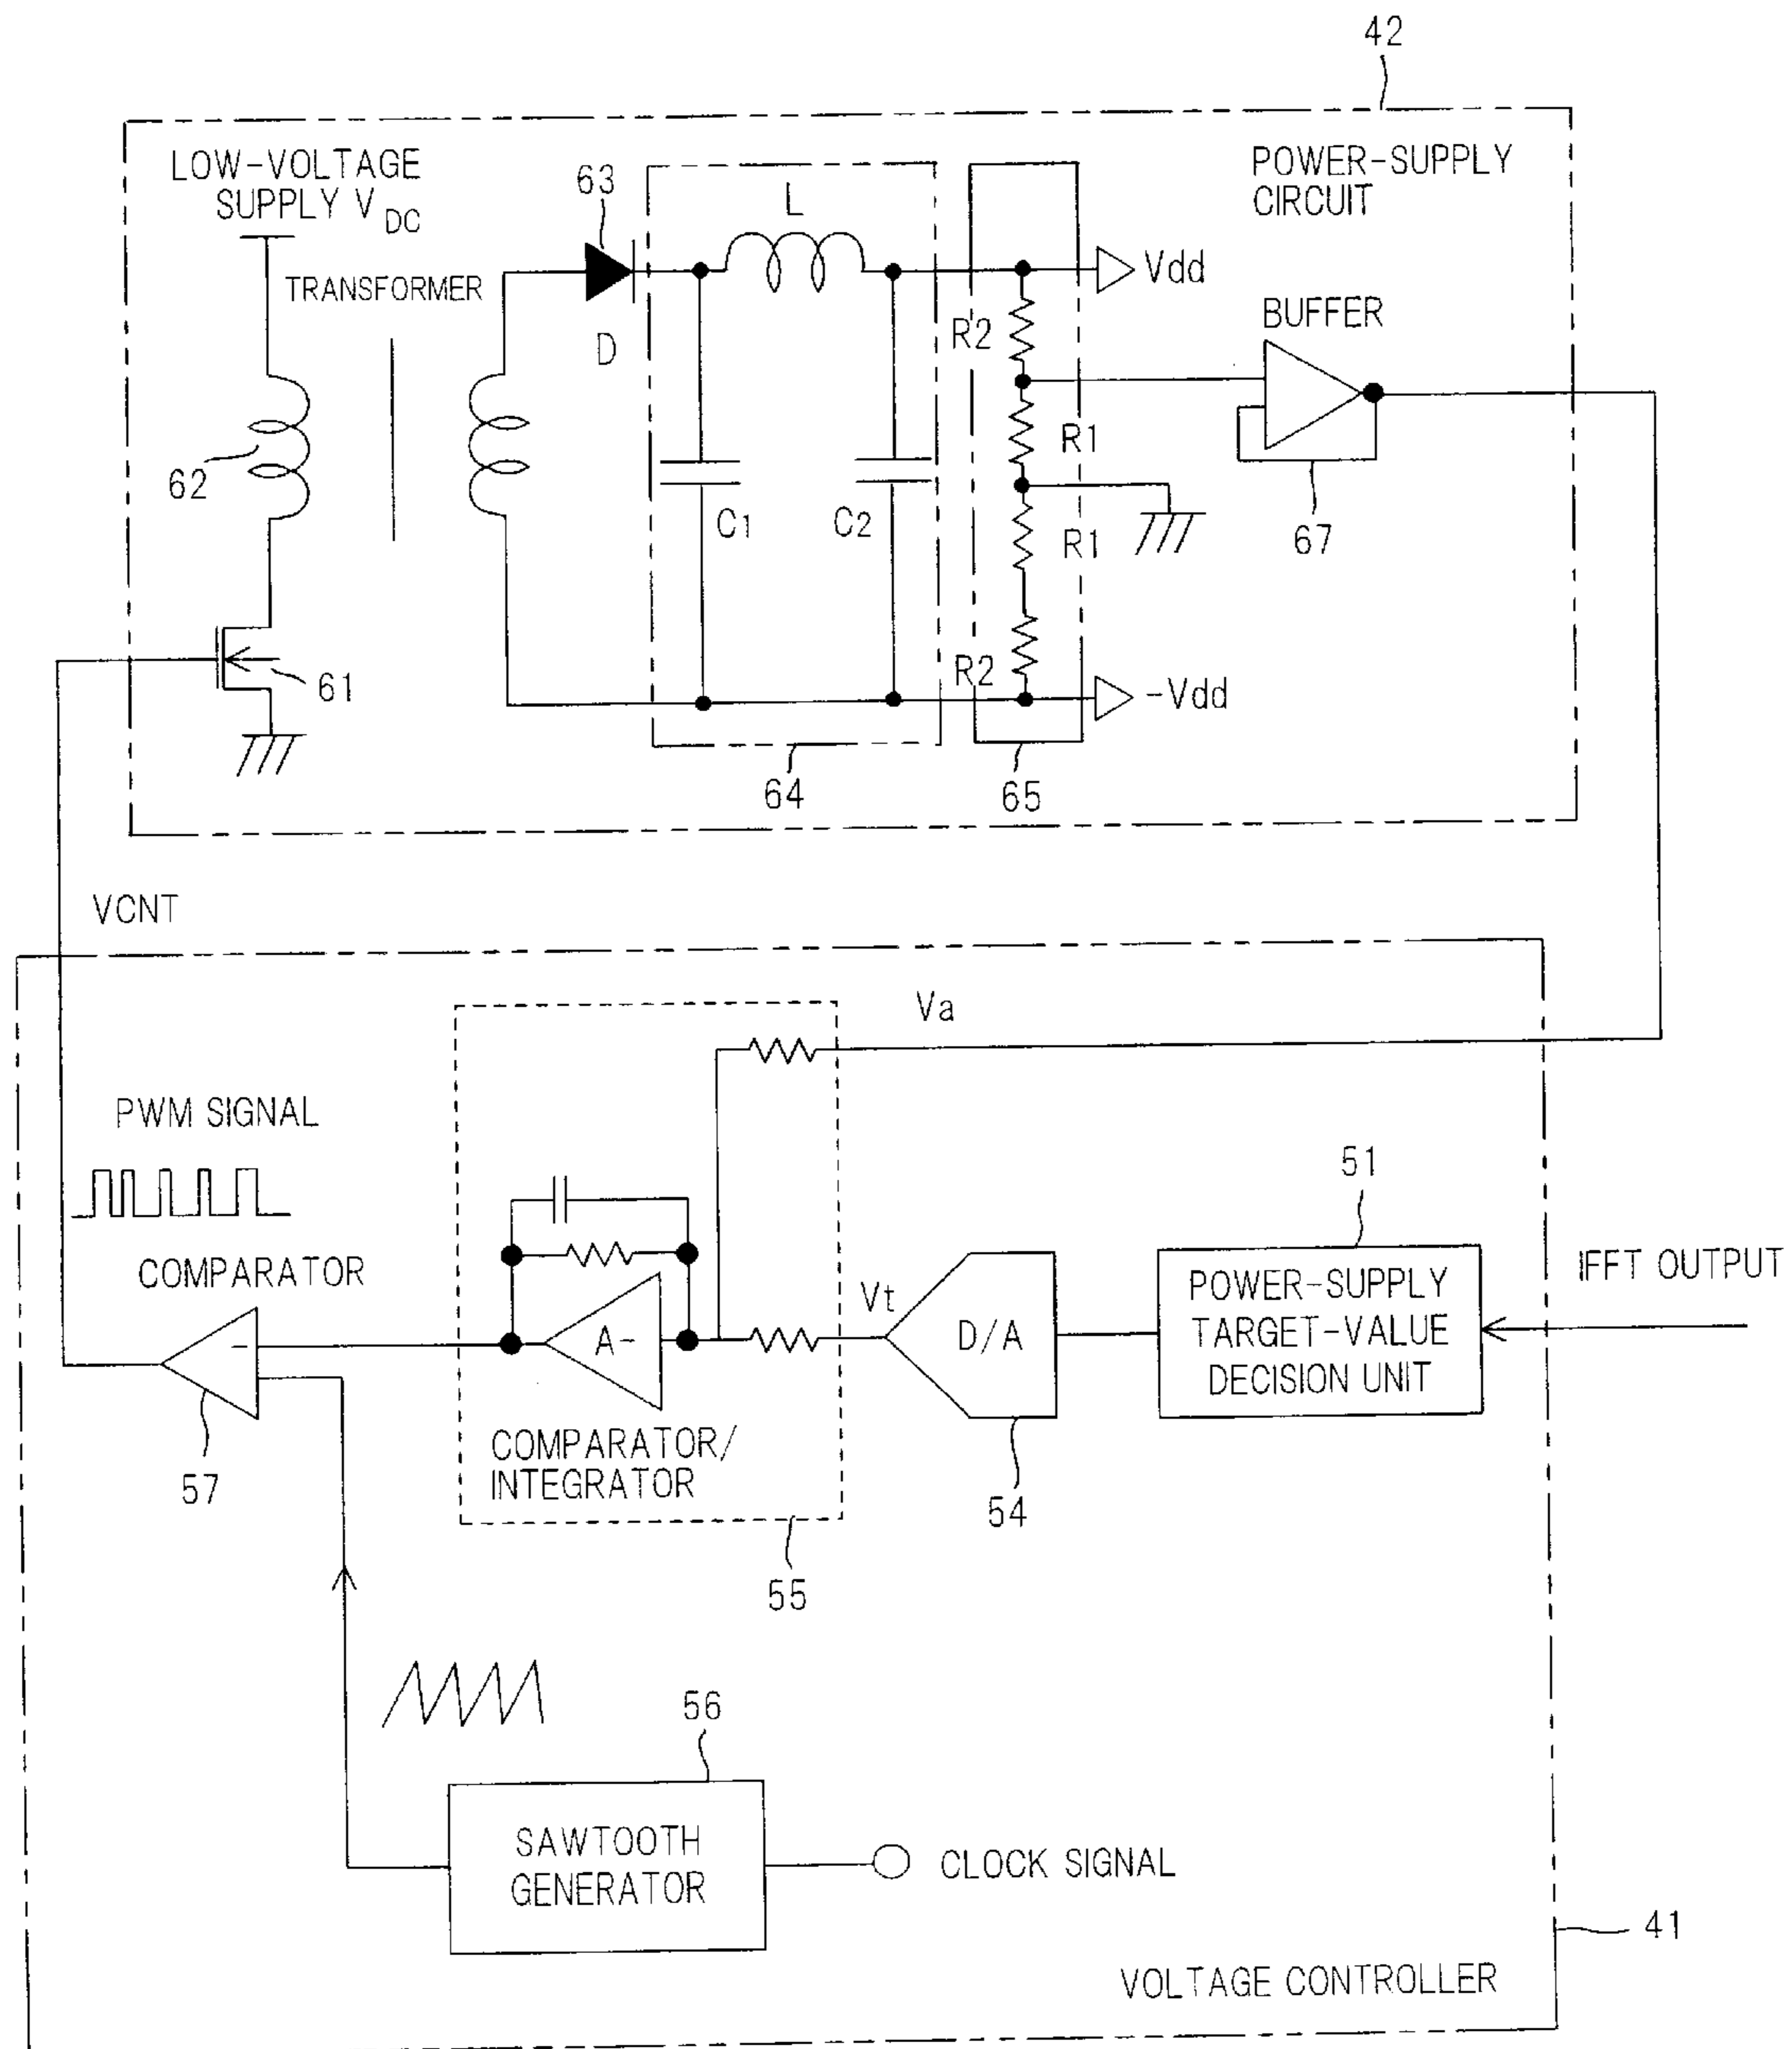 42
LOW-VOLTAGE
SUPPLY VDC
TRANSFORMER
63
D
L
POWER-SUPPLY
CIRCUIT
Vdd
R2
BUFFER
62
C1
C2
R1
R1
67
61
R2
-Vdd
64
65
VCNT
Va
PWM SIGNAL
51
COMPARATOR
IFFT OUTPUT
POWER-SUPPLY
TARGET-VALUE
DECISION UNIT
Vt
D/A
A-
-
57
COMPARATOR/
INTEGRATOR
54
55
56
SAWTOOTH
GENERATOR
CLOCK SIGNAL
41
VOLTAGE CONTROLLER